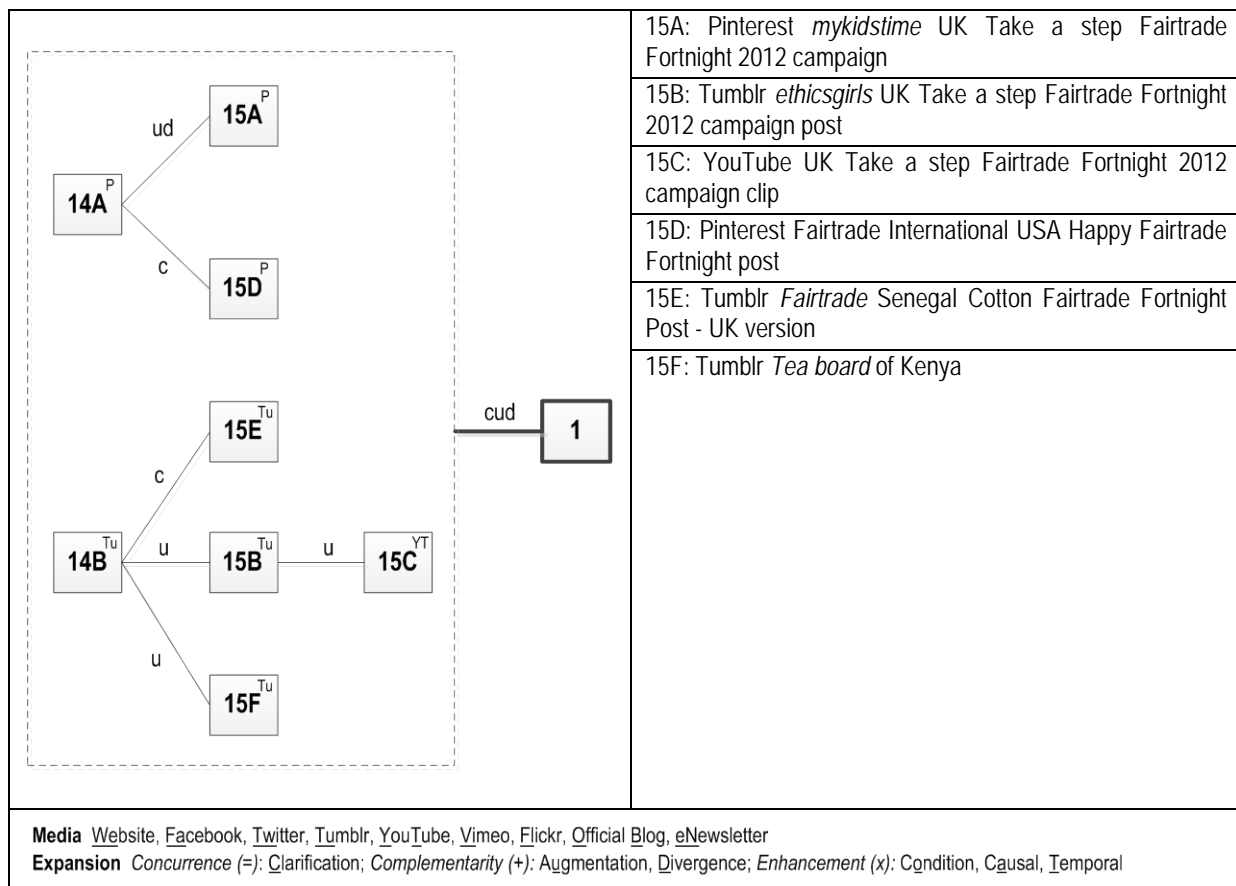 15A P
ud
14A P
c
15D P
15E Tu
cud
1
c
14B Tu
u
15B Tu
u
15C YT
u
15F Tu
15A: Pinterest mykidstime UK Take a step Fairtrade
Fortnight 2012 campaign
15B: Tumblr ethicsgirls UK Take a step Fairtrade Fortnight
2012 campaign post
15C: YouTube UK Take a step Fairtrade Fortnight 2012
campaign clip
15D: Pinterest Fairtrade International USA Happy Fairtrade
Fortnight post
15E: Tumblr Fairtrade Senegal Cotton Fairtrade Fortnight
Post - UK version
15F: Tumblr Tea board of Kenya
Media Website, Facebook, Twitter, Tumblr, YouTube, Vimeo, Flickr, Official Blog, eNewsletter
Expansion Concurrence (=): Clarification; Complementarity (+): Augmentation, Divergence; Enhancement (x): Condition, Causal, Temporal